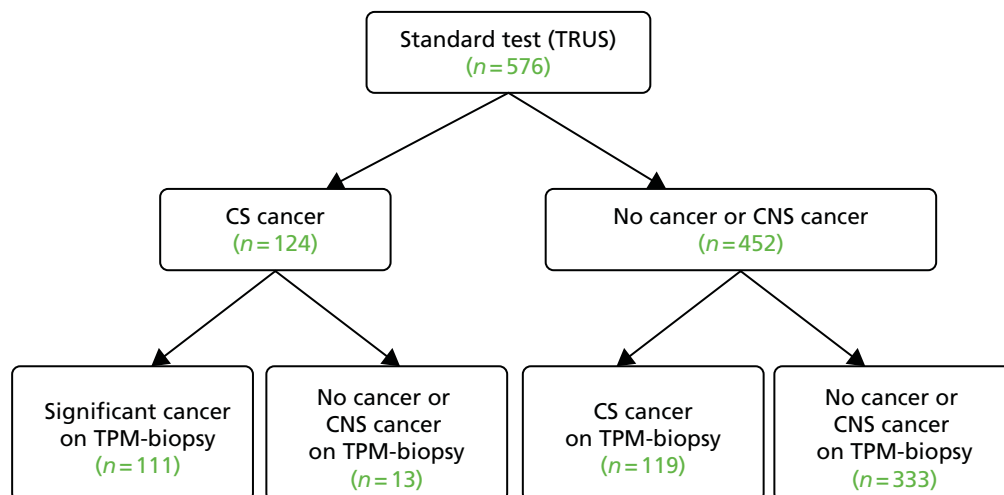 Standard test (TRUS)
(n=576)
CS cancer
(n=124)
No cancer or CNS cancer
(n=452)
Significant cancer
on TPM-biopsy
(n=111)
No cancer or
CNS cancer
on TPM-biopsy
(n=13)
CS cancer
on TPM-biopsy
(n=119)
No cancer or
CNS cancer
on TPM-biopsy
(n=333)